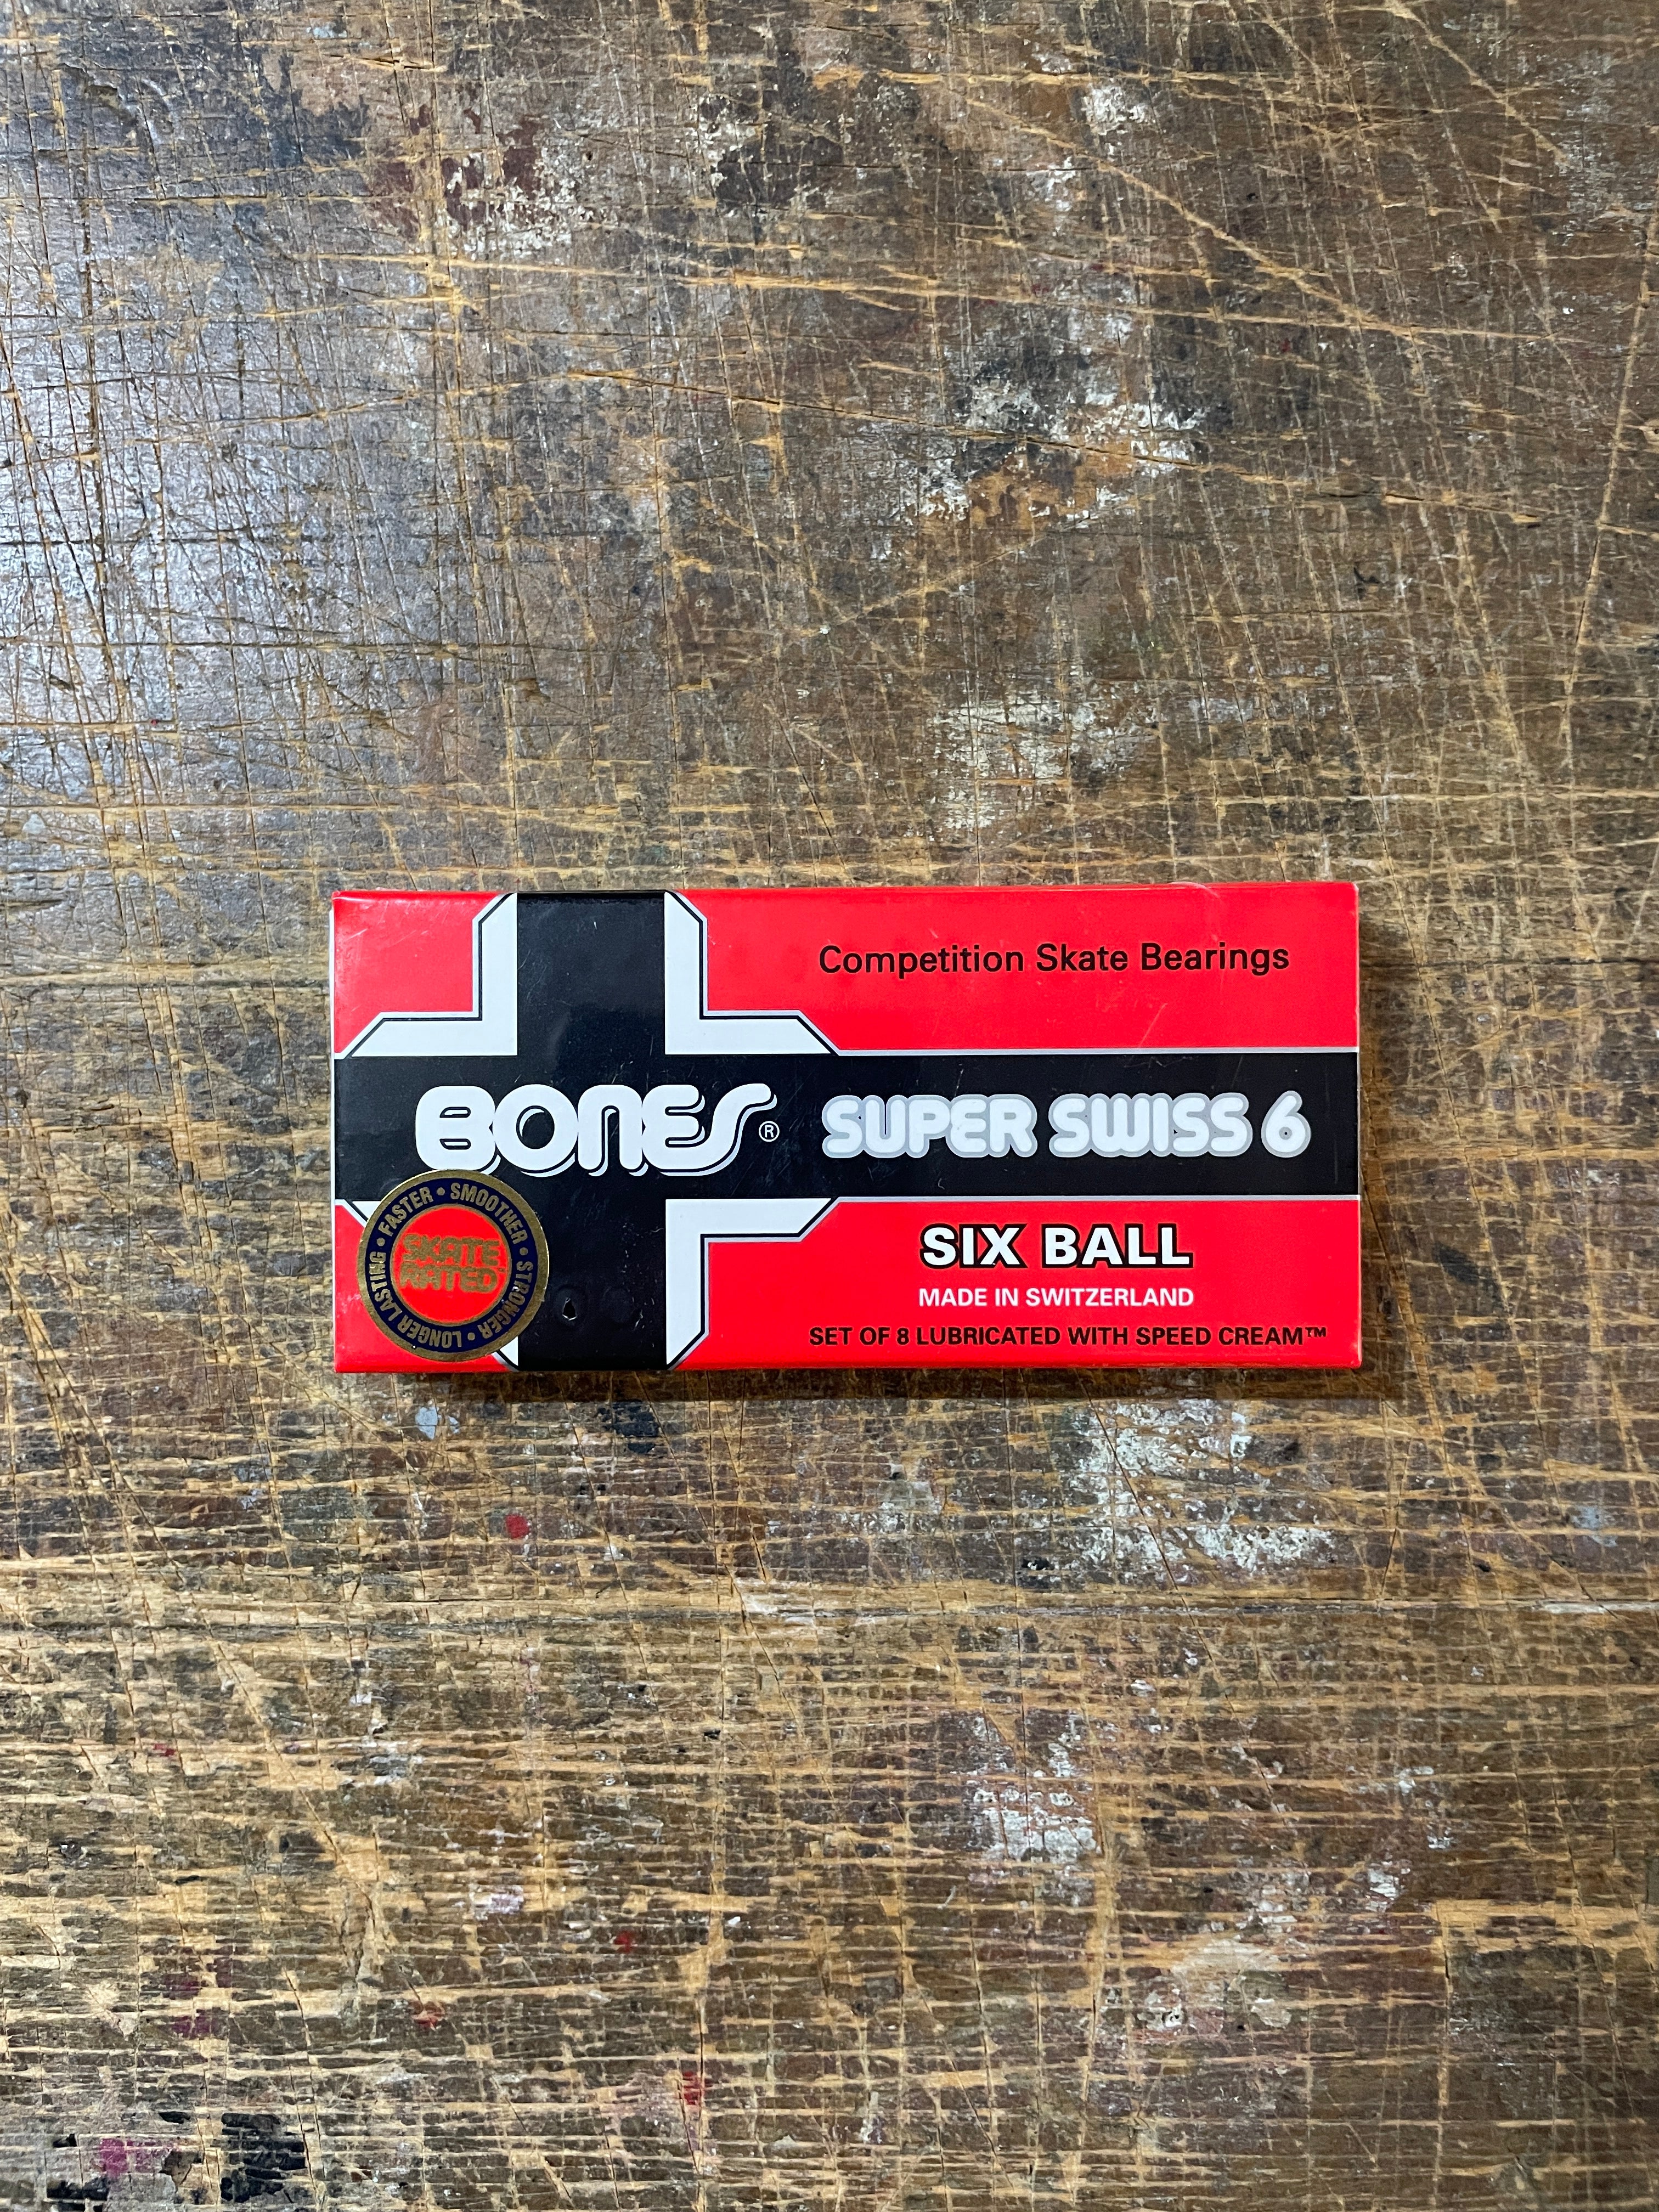 Competition Skate Bearings
BONES® SUPER SWISS 6
SIX BALL
MADE IN SWITZERLAND
SET OF 8 LUBRICATED WITH SPEED CREAM™
FASTER • SMOOTHER • STRONGER • LONGER LASTING •
SKATE
RATED™